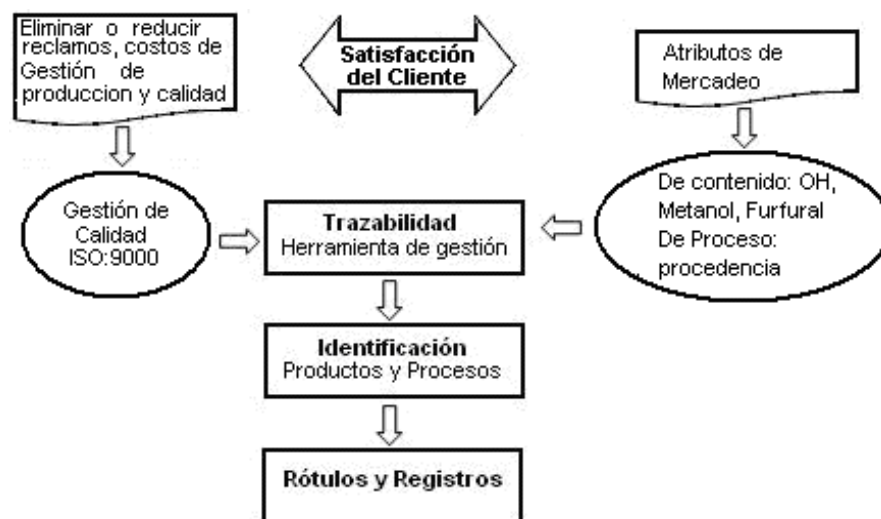 Eliminar o reducir
reclamos, costos de
Gestión de
produccion y calidad
Satisfacción
del Cliente
Atributos de
Mercadeo
Gestión de
Calidad
ISO:9000
Trazabilidad
Herramienta de gestión
De contenido: OH,
Metanol, Furfural
De Proceso:
procedencia
Identificación
Productos y Procesos
Rótulos y Registros